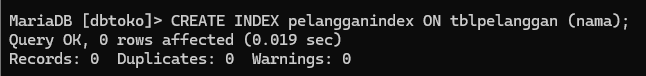 MariaDB [dbtoko]> CREATE INDEX pelangganindex ON tblpelanggan (nama);
Query OK, 0 rows affected (0.019 sec)
Records: 0  Duplicates: 0  Warnings: 0